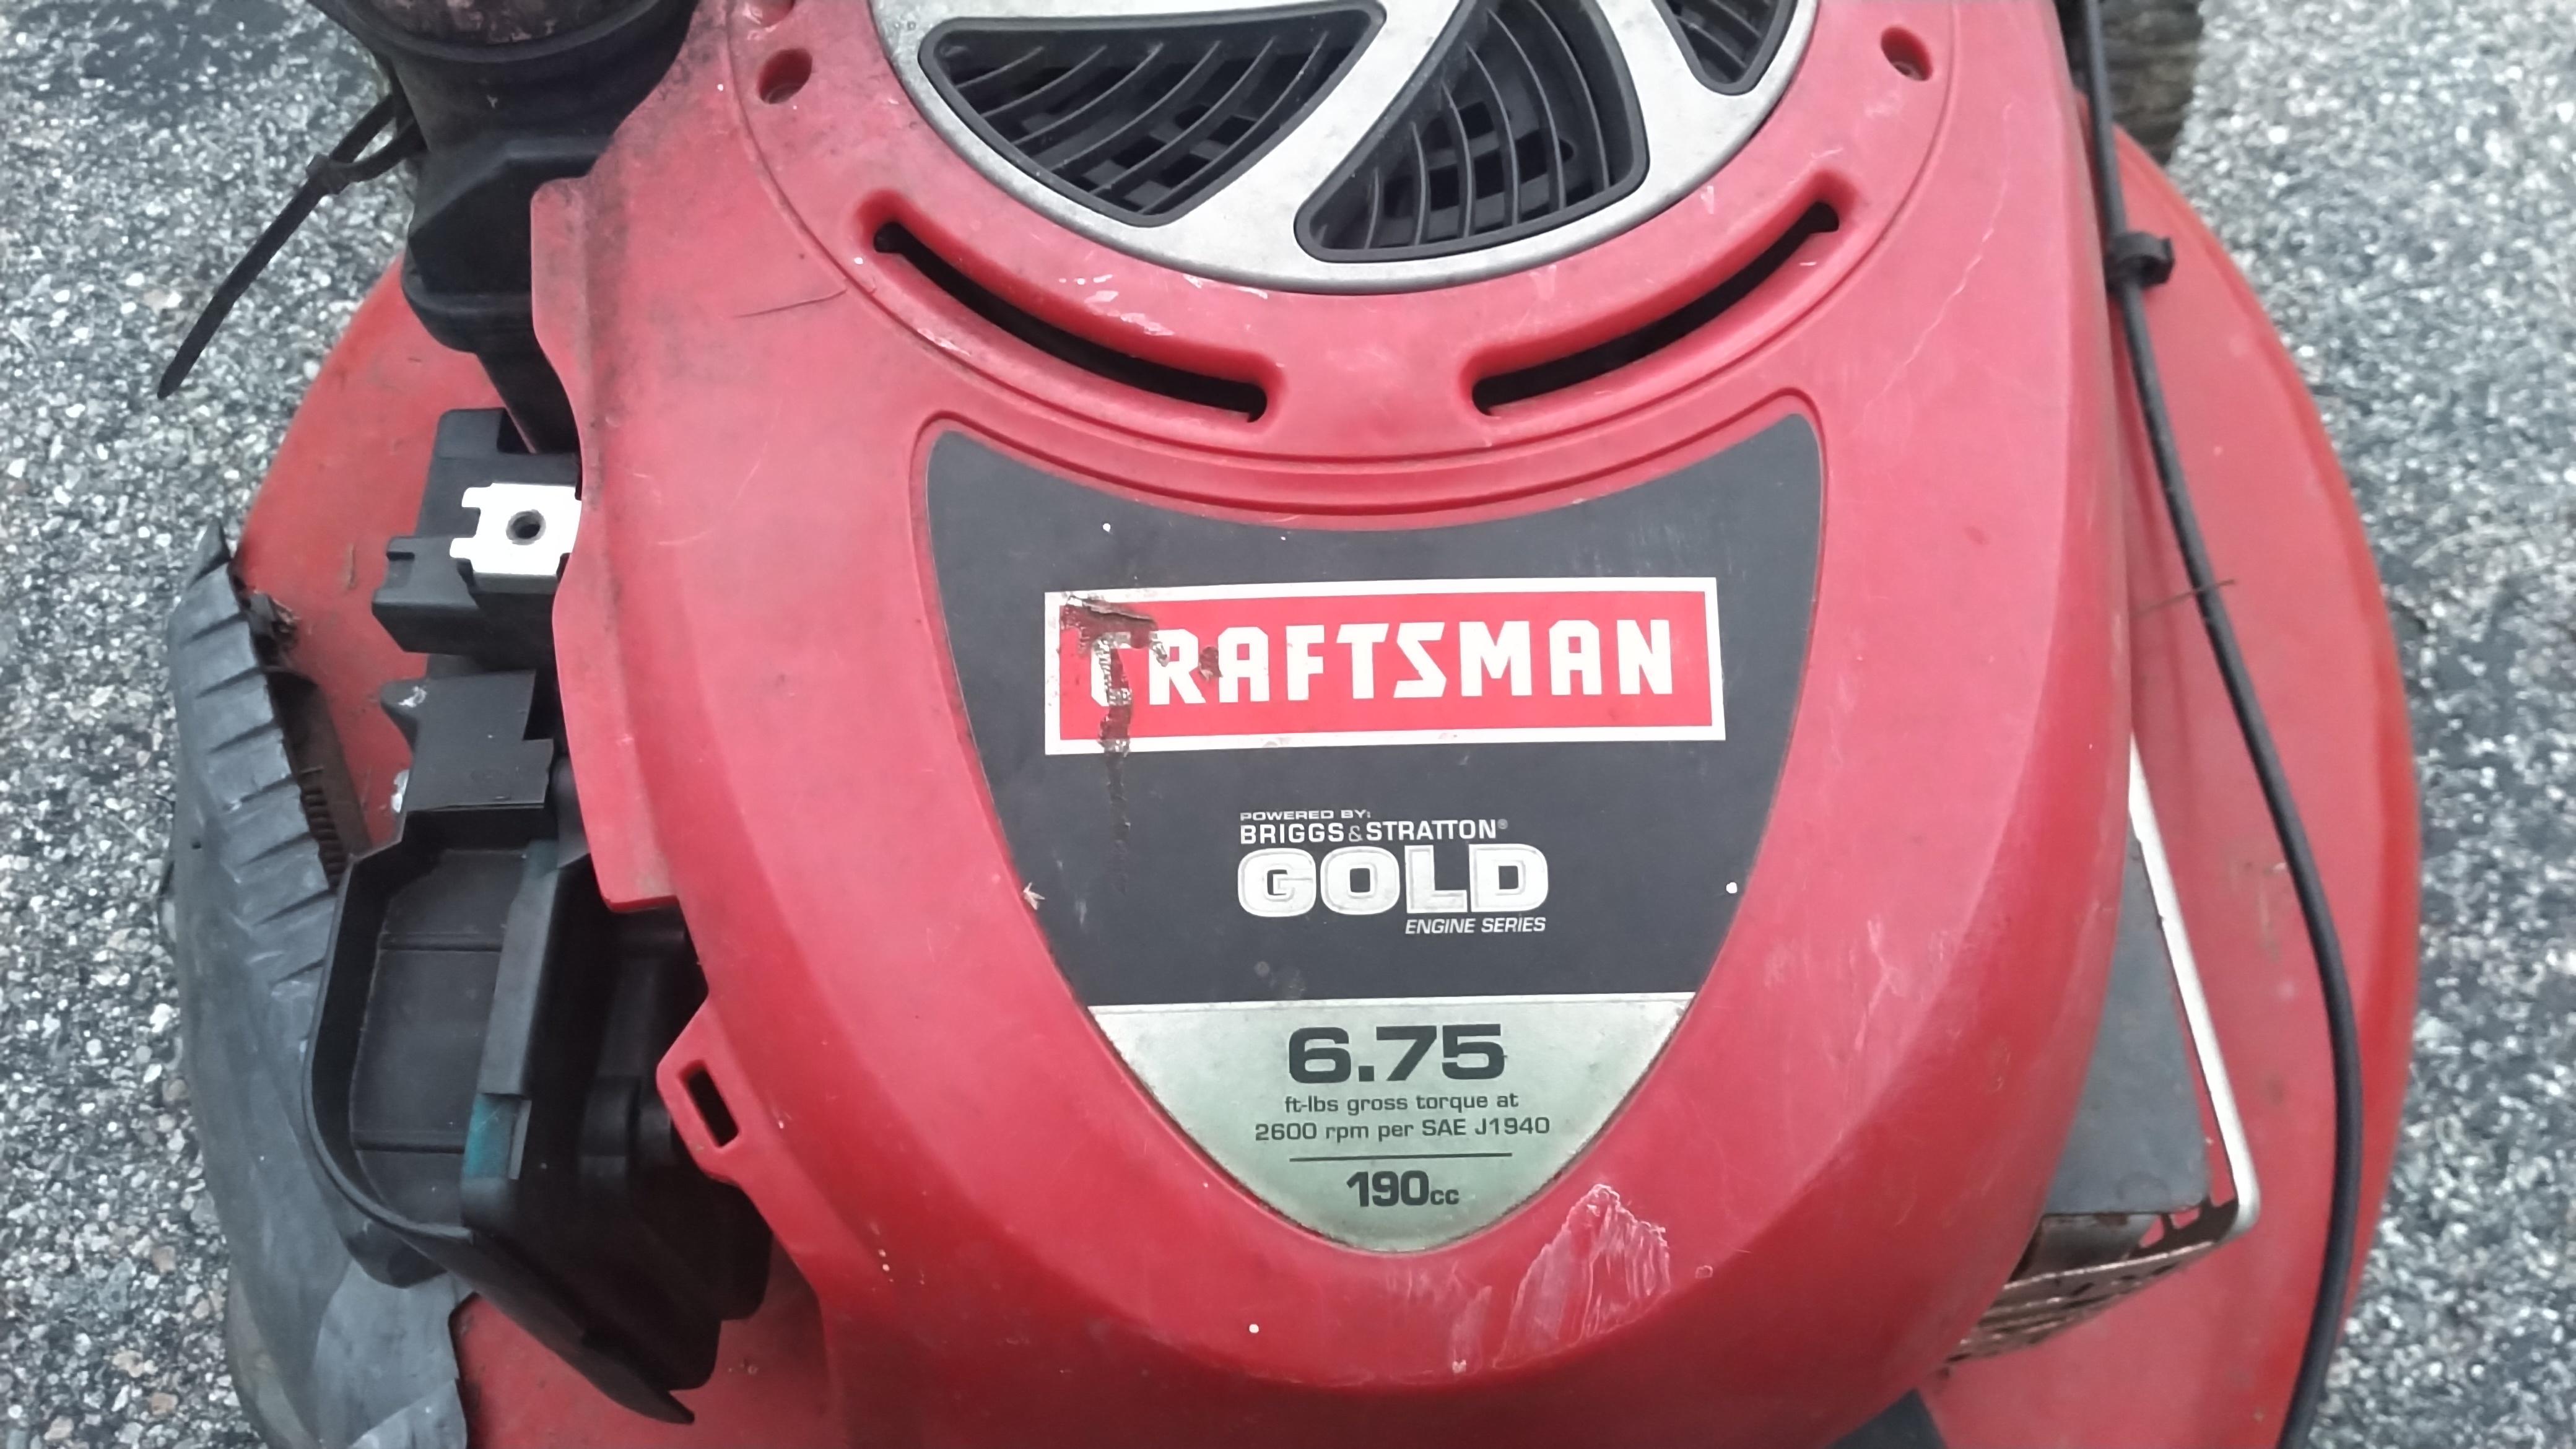 CRAFTSMAN
POWERED BY:
BRIGGS & STRATTON®
GOLD
ENGINE SERIES
6.75
ft-lbs gross torque at
2600 rpm per SAE J1940
190cc